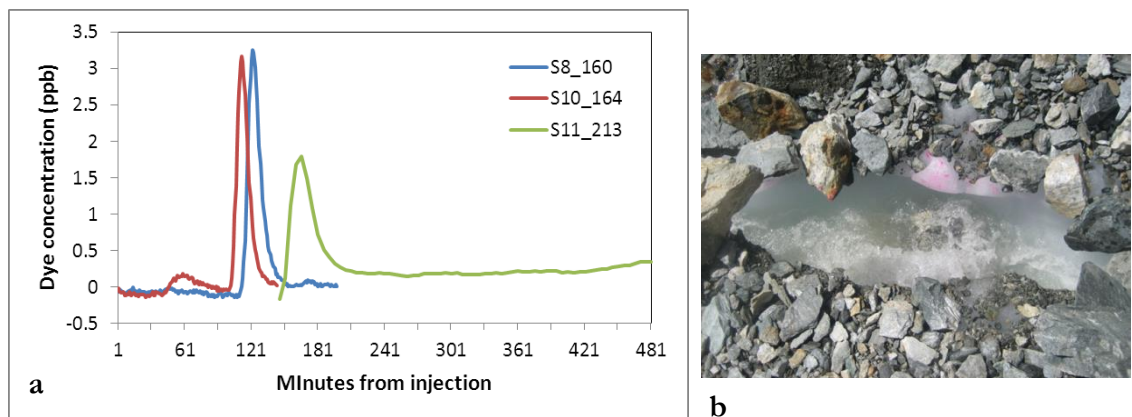 3.5
3
2.5
2
1.5
1
0.5
0
-0.5
Dye concentration (ppb)
S8_160
S10_164
S11_213
1 61 121 181 241 301 361 421 481
MInutes from injection
a
b